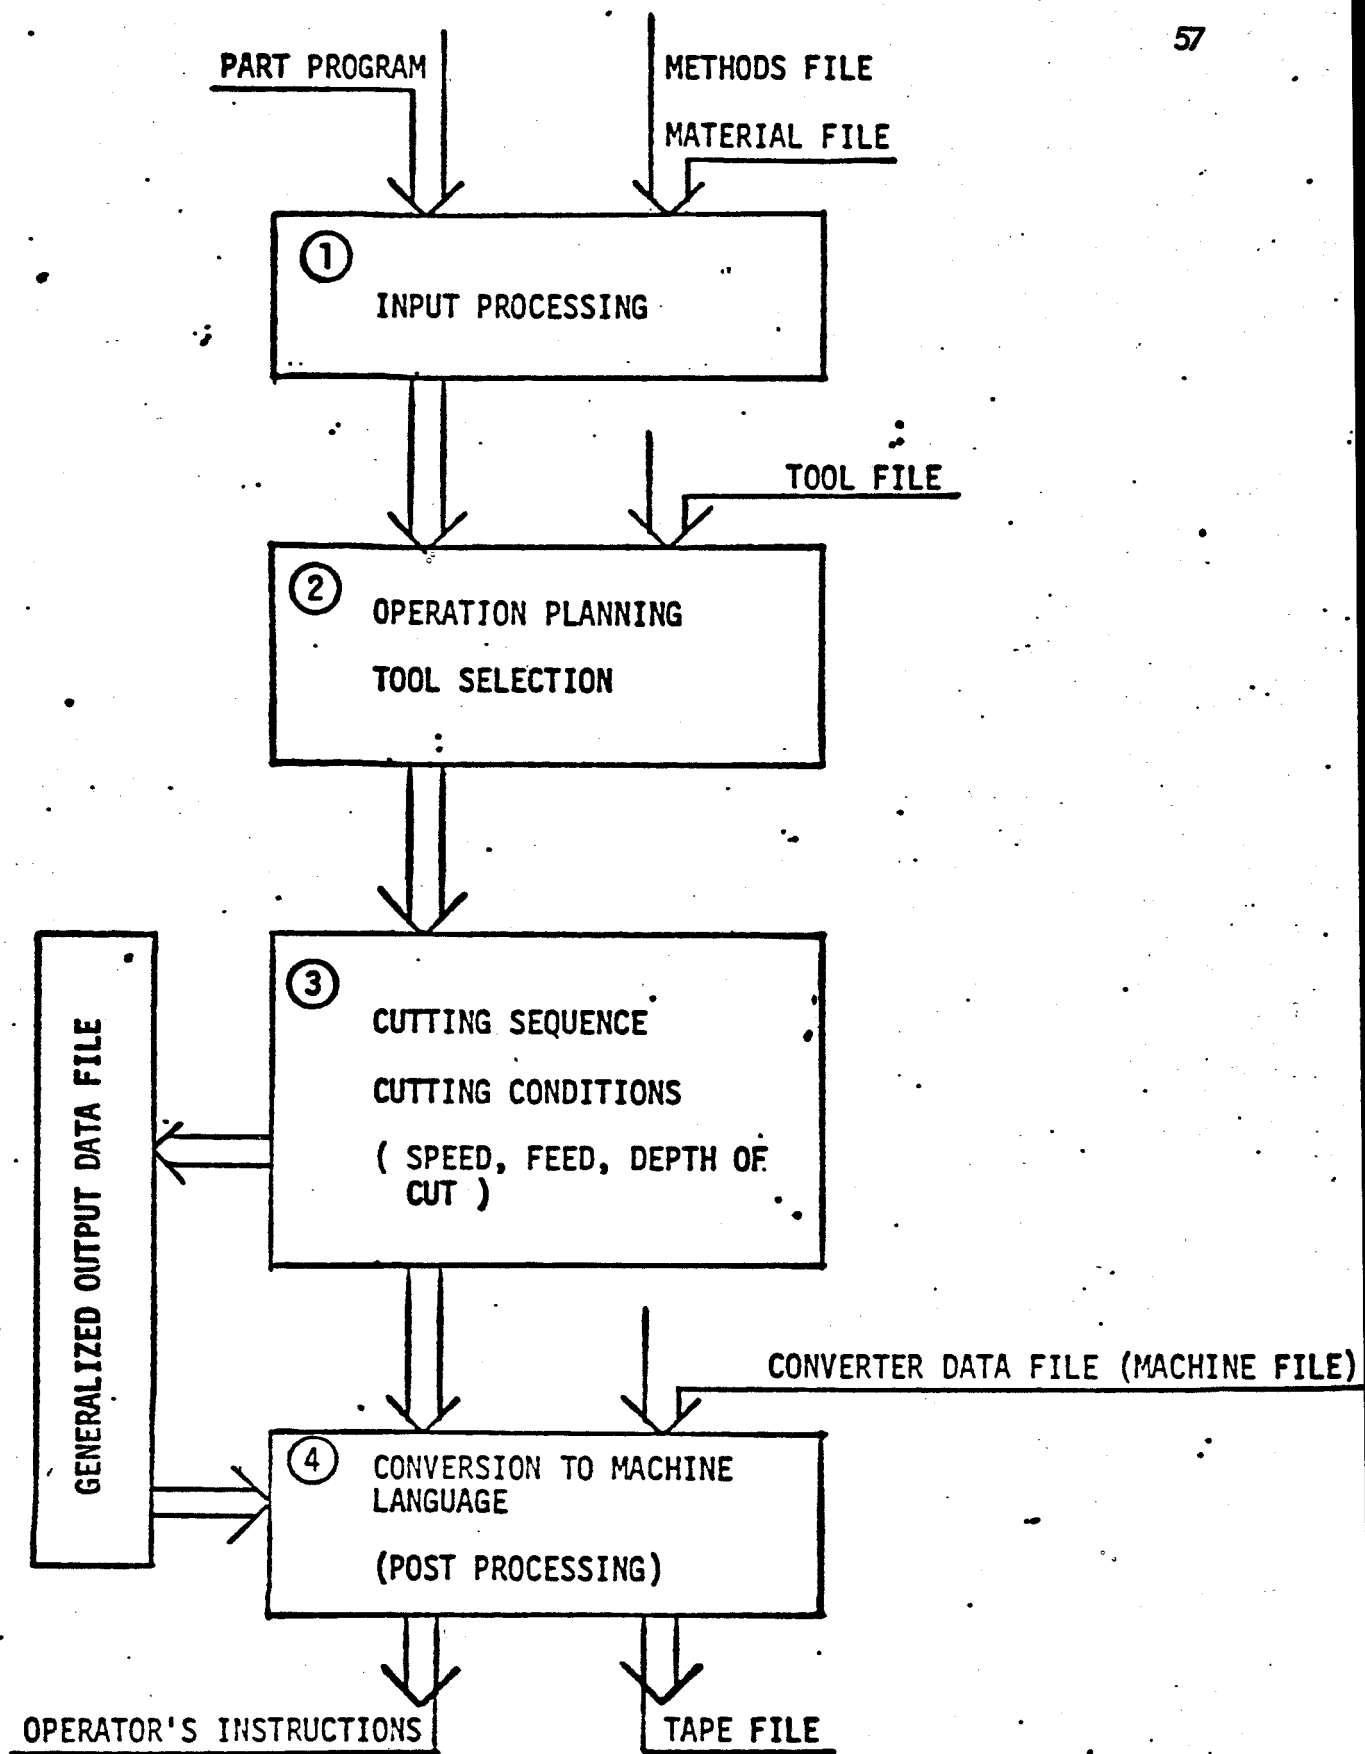 57
PART PROGRAM
METHODS FILE
MATERIAL FILE
1
INPUT PROCESSING
TOOL FILE
2
OPERATION PLANNING
TOOL SELECTION
3
CUTTING SEQUENCE
CUTTING CONDITIONS
( SPEED, FEED, DEPTH OF
CUT )
GENERALIZED OUTPUT DATA FILE
CONVERTER DATA FILE (MACHINE FILE)
4
CONVERSION TO MACHINE
LANGUAGE
(POST PROCESSING)
OPERATOR'S INSTRUCTIONS
TAPE FILE